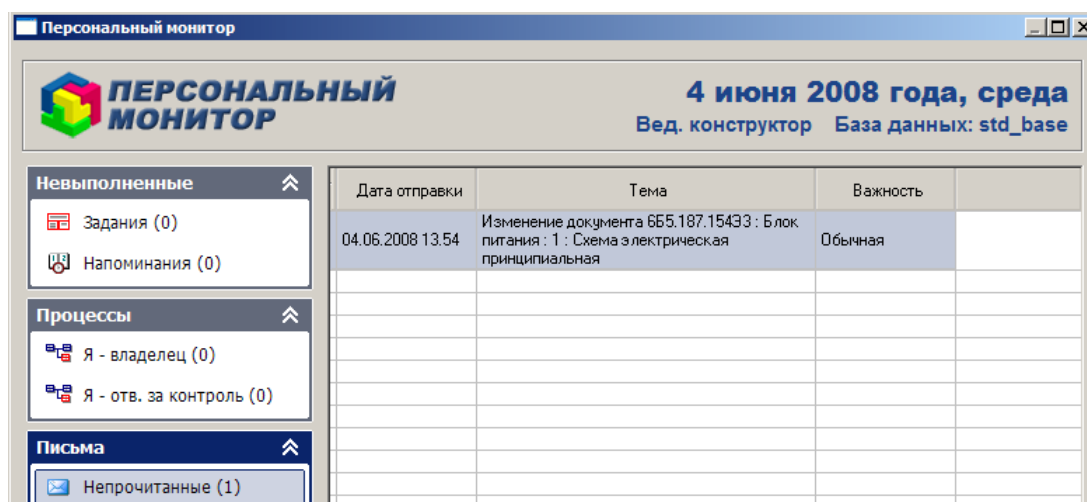 Персональный монитор
ПЕРСОНАЛЬНЫЙ
МОНИТОР
4 июня 2008 года, среда
Вед. конструктор База данных: std_base
Невыполненные
Задания (0)
Напоминания (0)
Процессы
Я - владелец (0)
Я - отв. за контроль (0)
Письма
Непрочитанные (1)
Дата отправки Тема Важность
04.06.2008 13.54
Изменение документа 6Б5.187.154Э3 : Блок
питания : 1 : Схема электрическая
принципиальная
Обычная